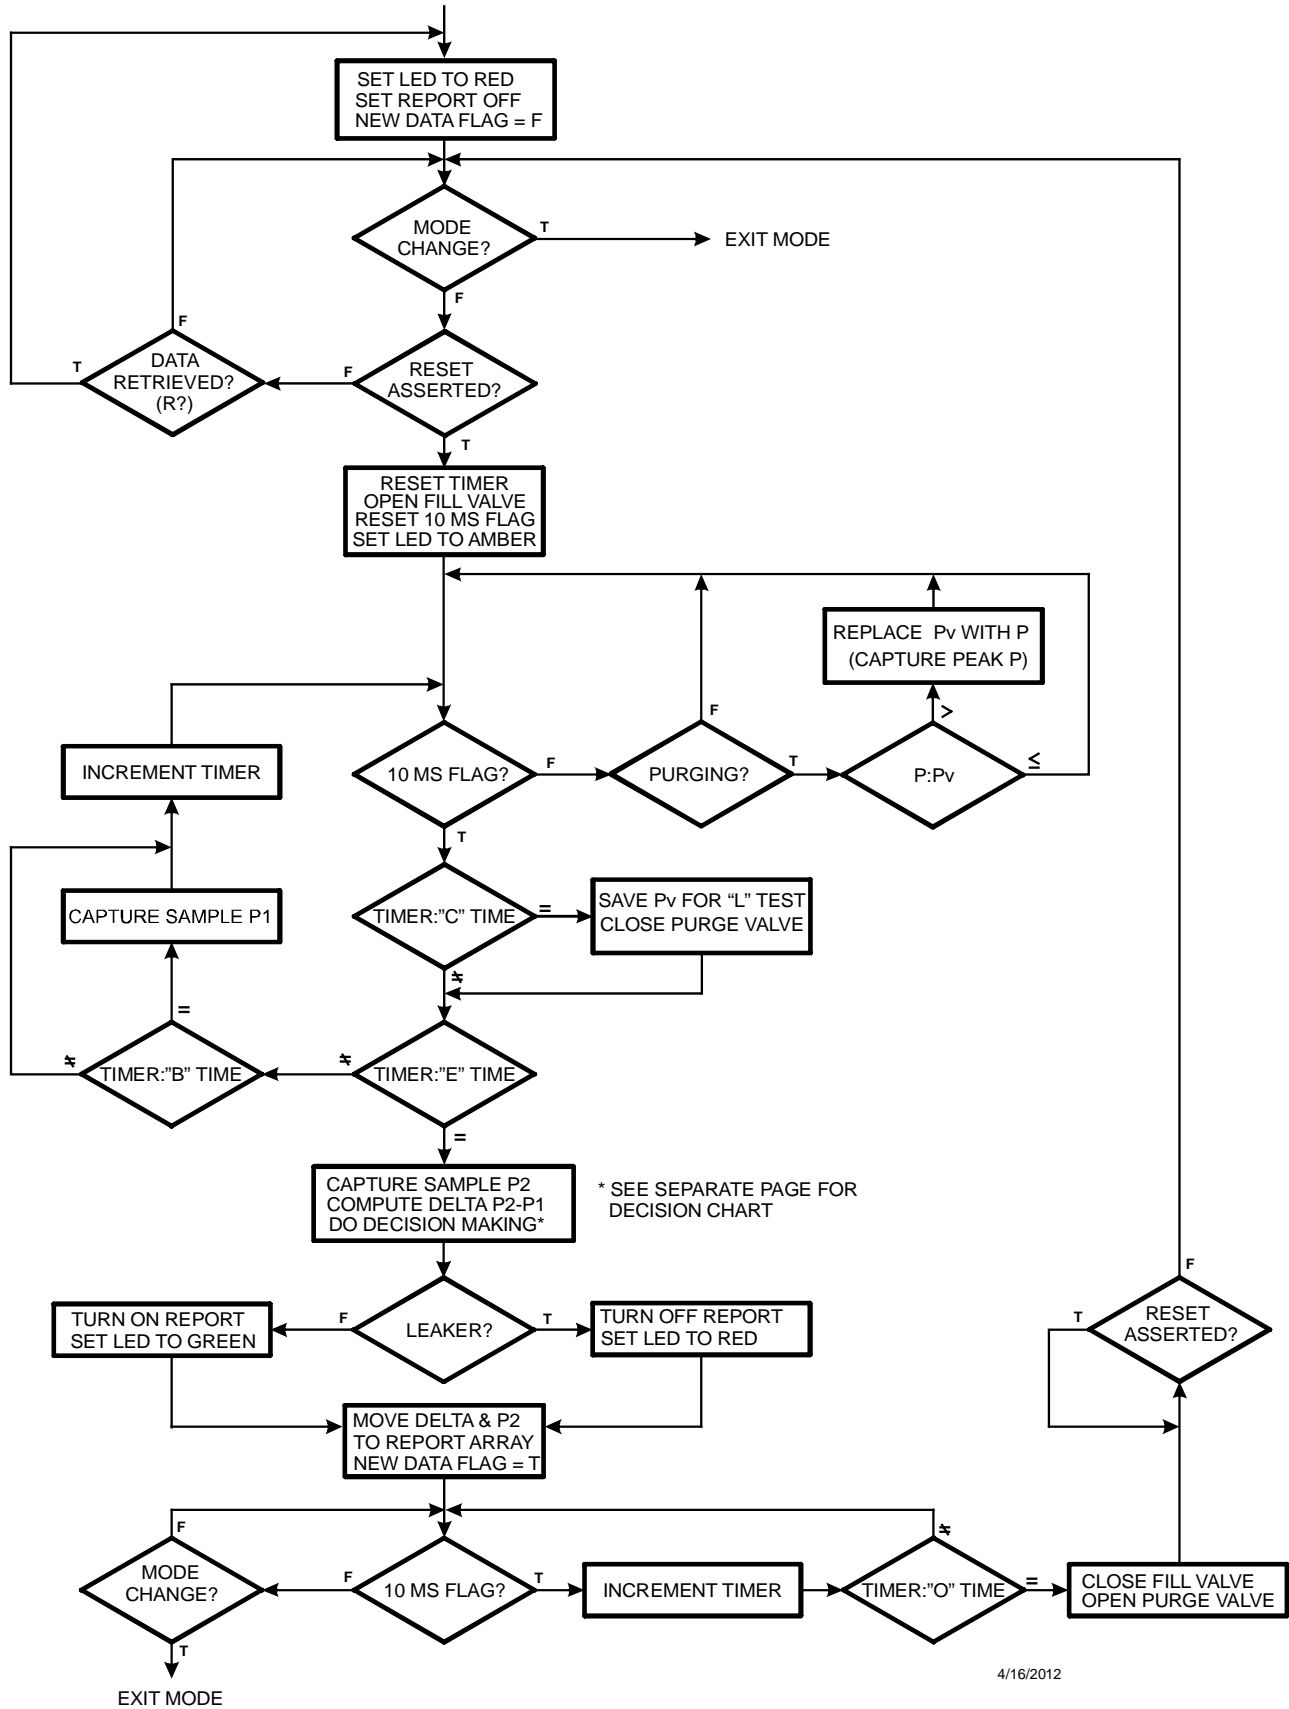 SET LED TO RED
SET REPORT OFF
NEW DATA FLAG = F
MODE
CHANGE?
T
EXIT MODE
F
F
T
DATA
RETRIEVED?
(R?)
F
RESET
ASSERTED?
T
RESET TIMER
OPEN FILL VALVE
RESET 10 MS FLAG
SET LED TO AMBER
REPLACE Pv WITH P
(CAPTURE PEAK P)
>
F
INCREMENT TIMER
10 MS FLAG?
F
PURGING?
T
P:Pv
≤
T
CAPTURE SAMPLE P1
TIMER:"C" TIME
=
SAVE Pv FOR “L” TEST
CLOSE PURGE VALVE
≠
=
≠
TIMER:"B" TIME
≠
TIMER:"E" TIME
=
CAPTURE SAMPLE P2
COMPUTE DELTA P2-P1
DO DECISION MAKING*
* SEE SEPARATE PAGE FOR
DECISION CHART
F
TURN ON REPORT
SET LED TO GREEN
F
LEAKER?
T
TURN OFF REPORT
SET LED TO RED
T
RESET
ASSERTED?
MOVE DELTA & P2
TO REPORT ARRAY
NEW DATA FLAG = T
F
≠
MODE
CHANGE?
F
10 MS FLAG?
T
INCREMENT TIMER
TIMER:"O" TIME
=
CLOSE FILL VALVE
OPEN PURGE VALVE
T
EXIT MODE
4/16/2012